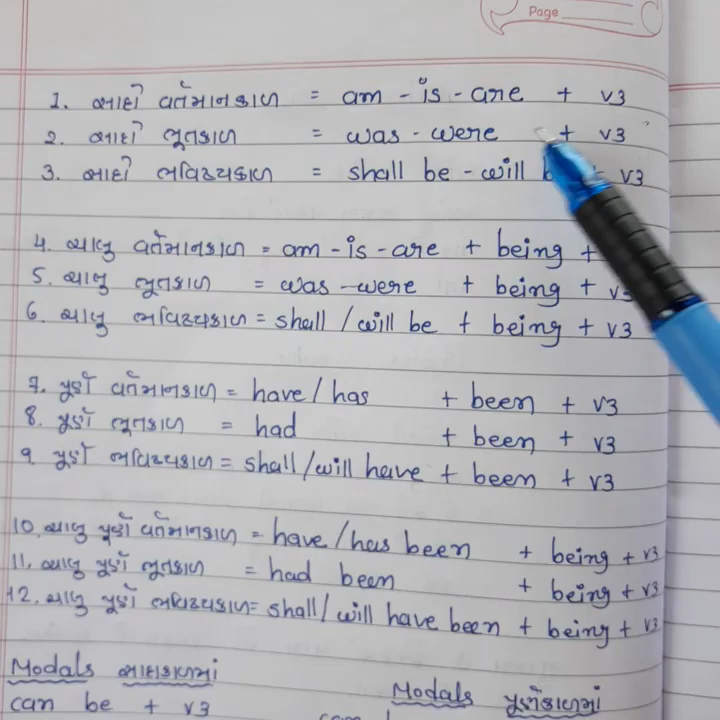 Page
1. સાદો વર્તમાનકાળ = am - is - are + v3
2. સાદો ભૂતકાળ = was - were + v3
3. સાદો ભવિષ્યકાળ = shall be - will + v3
4. ચાલુ વર્તમાનકાળ = am - is - are + being +
5. ચાલુ ભૂતકાળ = was - were + being + v3
6. ચાલુ ભવિષ્યકાળ = shall / will be + being + v3
7. પૂર્ણ વર્તમાનકાળ = have / has + been + v3
8. પૂર્ણ ભૂતકાળ = had + been + v3
9. પૂર્ણ ભવિષ્યકાળ = shall / will have + been + v3
10. ચાલુ પૂર્ણ વર્તમાનકાળ = have / has been + being + v3
11. ચાલુ પૂર્ણ ભૂતકાળ = had been + being + v3
12. ચાલુ પૂર્ણ ભવિષ્યકાળ = shall / will have been + being + v3
Modals સાદાકાળમાં
Modals પૂર્ણકાળમાં
can be + v3